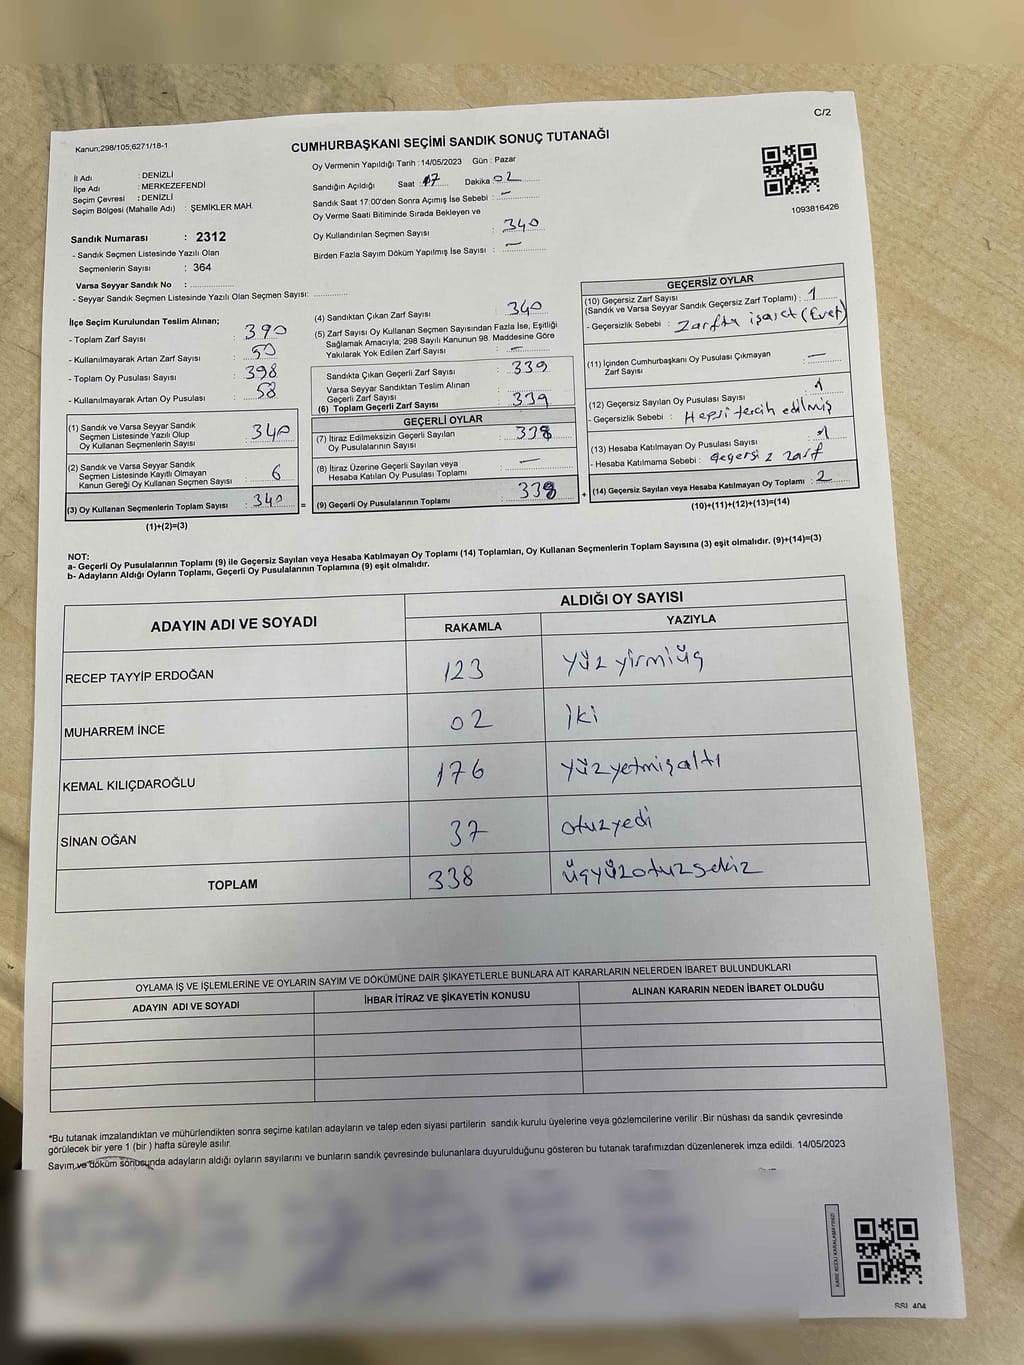 C/2
Kanun;298/105;6271/18-1
CUMHURBAŞKANI SEÇİMİ SANDIK SONUÇ TUTANAĞI
İl Adı : DENİZLİ
İlçe Adı : MERKEZEFENDİ
Seçim Çevresi : DENİZLİ
Seçim Bölgesi (Mahalle Adı) : ŞEMİKLER MAH.
Sandık Numarası : 2312
- Sandık Seçmen Listesinde Yazılı Olan
Seçmenlerin Sayısı : 364
Varsa Seyyar Sandık No : ....................
- Seyyar Sandık Seçmen Listesinde Yazılı Olan Seçmen Sayısı: ...............
Oy Vermenin Yapıldığı Tarih : 14/05/2023 Gün : Pazar
Sandığın Açıldığı Saat 17 Dakika 02
Sandık Saat 17:00'den Sonra Açımış İse Sebebi : —
Oy Verme Saati Bitiminde Sırada Bekleyen ve
Oy Kullandırılan Seçmen Sayısı : 340
Birden Fazla Sayım Döküm Yapılmış İse Sayısı : —
1093816426
İlçe Seçim Kurulundan Teslim Alınan;
- Toplam Zarf Sayısı : 390
- Kullanılmayarak Artan Zarf Sayısı : 50
- Toplam Oy Pusulası Sayısı : 398
- Kullanılmayarak Artan Oy Pusulası : 58
(1) Sandık ve Varsa Seyyar Sandık
Seçmen Listesinde Yazılı Olup
Oy Kullanan Seçmenlerin Sayısı : 340
(2) Sandık ve Varsa Seyyar Sandık
Seçmen Listesinde Kayıtlı Olmayan
Kanun Gereği Oy Kullanan Seçmen Sayısı : 6
(3) Oy Kullanan Seçmenlerin Toplam Sayısı : 340
(1)+(2)=(3)
(4) Sandıktan Çıkan Zarf Sayısı : 340
(5) Zarf Sayısı Oy Kullanan Seçmen Sayısından Fazla İse, Eşitliği
Sağlamak Amacıyla; 298 Sayılı Kanunun 98. Maddesine Göre
Yakılarak Yok Edilen Zarf Sayısı : —
Sandıkta Çıkan Geçerli Zarf Sayısı : 339
Varsa Seyyar Sandıktan Teslim Alınan
Geçerli Zarf Sayısı
(6) Toplam Geçerli Zarf Sayısı : 339
GEÇERLİ OYLAR
(7) İtiraz Edilmeksizin Geçerli Sayılan
Oy Pusulalarının Sayısı : 338
(8) İtiraz Üzerine Geçerli Sayılan veya
Hesaba Katılan Oy Pusulası Toplamı : —
= (9) Geçerli Oy Pusulalarının Toplamı : 338 +
GEÇERSİZ OYLAR
(10) Geçersiz Zarf Sayısı
(Sandık ve Varsa Seyyar Sandık Geçersiz Zarf Toplamı) : 1
- Geçersizlik Sebebi : Zarfta işaret (Evet)
(11) İçinden Cumhurbaşkanı Oy Pusulası Çıkmayan
Zarf Sayısı : —
(12) Geçersiz Sayılan Oy Pusulası Sayısı : 1
- Geçersizlik Sebebi : Hepsi tercih edilmiş
(13) Hesaba Katılmayan Oy Pusulası Sayısı : 1
- Hesaba Katılmama Sebebi : Geçersiz zarf
(14) Geçersiz Sayılan veya Hesaba Katılmayan Oy Toplamı : 2
(10)+(11)+(12)+(13)=(14)
NOT:
a- Geçerli Oy Pusulalarının Toplamı (9) ile Geçersiz Sayılan veya Hesaba Katılmayan Oy Toplamı (14) Toplamları, Oy Kullanan Seçmenlerin Toplam Sayısına (3) eşit olmalıdır. (9)+(14)=(3)
b- Adayların Aldığı Oyların Toplamı, Geçerli Oy Pusulalarının Toplamına (9) eşit olmalıdır.
ADAYIN ADI VE SOYADI
ALDIĞI OY SAYISI
RAKAMLA YAZIYLA
RECEP TAYYİP ERDOĞAN 123 yüz yirmiüç
MUHARREM İNCE 02 iki
KEMAL KILIÇDAROĞLU 176 yüzyetmişaltı
SİNAN OĞAN 37 otuzyedi
TOPLAM 338 üçyüzotuzsekiz
OYLAMA İŞ VE İŞLEMLERİNE VE OYLARIN SAYIM VE DÖKÜMÜNE DAİR ŞİKAYETLERLE BUNLARA AİT KARARLARIN NELERDEN İBARET BULUNDUKLARI
ADAYIN ADI VE SOYADI İHBAR İTİRAZ VE ŞİKAYETİN KONUSU ALINAN KARARIN NEDEN İBARET OLDUĞU
*Bu tutanak imzalandıktan ve mühürlendikten sonra seçime katılan adayların ve talep eden siyasi partilerin sandık kurulu üyelerine veya gözlemcilerine verilir .Bir nüshası da sandık çevresinde
görülecek bir yere 1 (bir ) hafta süreyle asılır.
Sayım ve döküm sonusunda adayların aldığı oyların sayılarını ve bunların sandık çevresinde bulunanlara duyurulduğunu gösteren bu tutanak tarafımızdan düzenlenerek imza edildi. 14/05/2023
KARE KODU KARALAMAYINIZ!
SSL 404